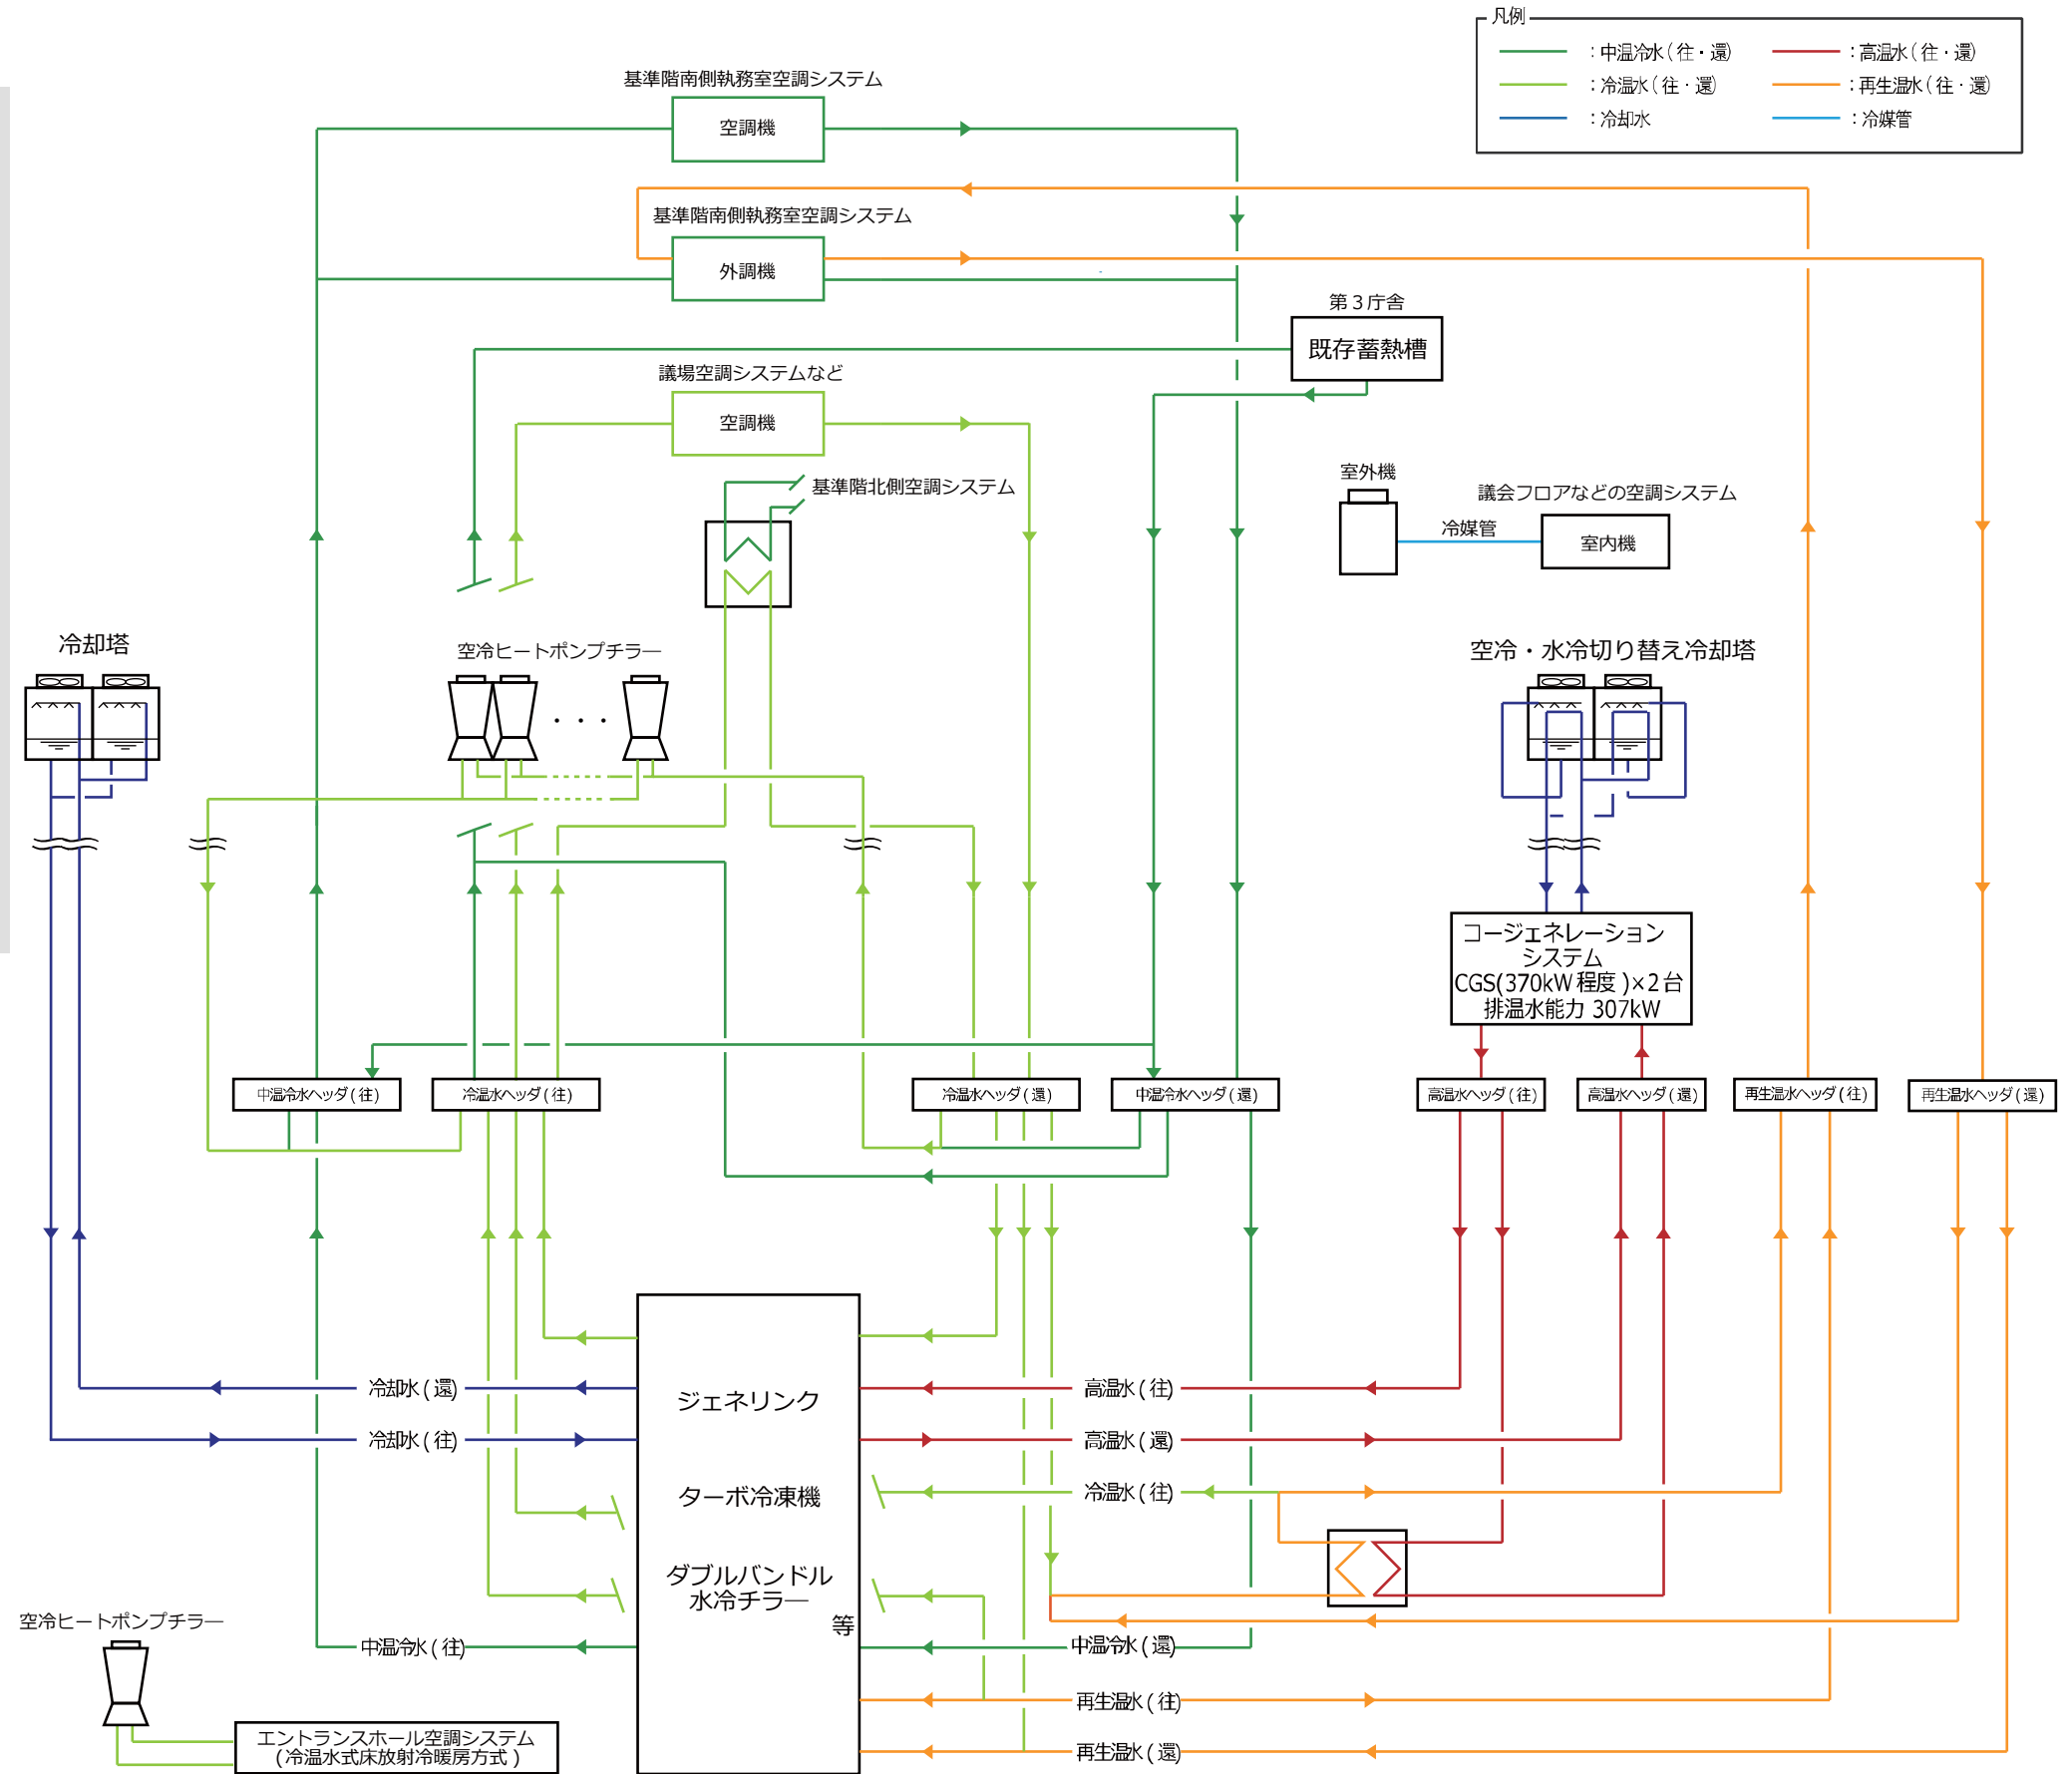 凡例
：中温冷水（往・還）
：高温水（往・還）
：冷温水（往・還）
：再生温水（往・還）
：冷却水
：冷媒管
基準階南側執務室空調システム
空調機
基準階南側執務室空調システム
外調機
第３庁舎
既存蓄熱槽
議場空調システムなど
空調機
基準階北側空調システム
室外機
議会フロアなどの空調システム
冷媒管
室内機
冷却塔
空冷ヒートポンプチラー
・・・
空冷・水冷切り替え冷却塔
コージェネレーション
システム
CGS(370kW 程度 )×2 台
排温水能力 307kW
中温冷水ヘッダ ( 往 )
冷温水ヘッダ ( 往 )
冷温水ヘッダ ( 還 )
中温冷水ヘッダ ( 還 )
高温水ヘッダ ( 往 )
高温水ヘッダ ( 還 )
再生温水ヘッダ ( 往 )
再生温水ヘッダ ( 還 )
冷却水 ( 還 )
ジェネリンク
高温水 ( 往 )
冷却水 ( 往 )
高温水 ( 還 )
ターボ冷凍機
冷温水 ( 往 )
ダブルバンドル
水冷チラー
等
空冷ヒートポンプチラー
中温冷水 ( 往 )
中温冷水 ( 還 )
再生温水 ( 往 )
エントランスホール空調システム
( 冷温水式床放射冷暖房方式 )
再生温水 ( 還 )